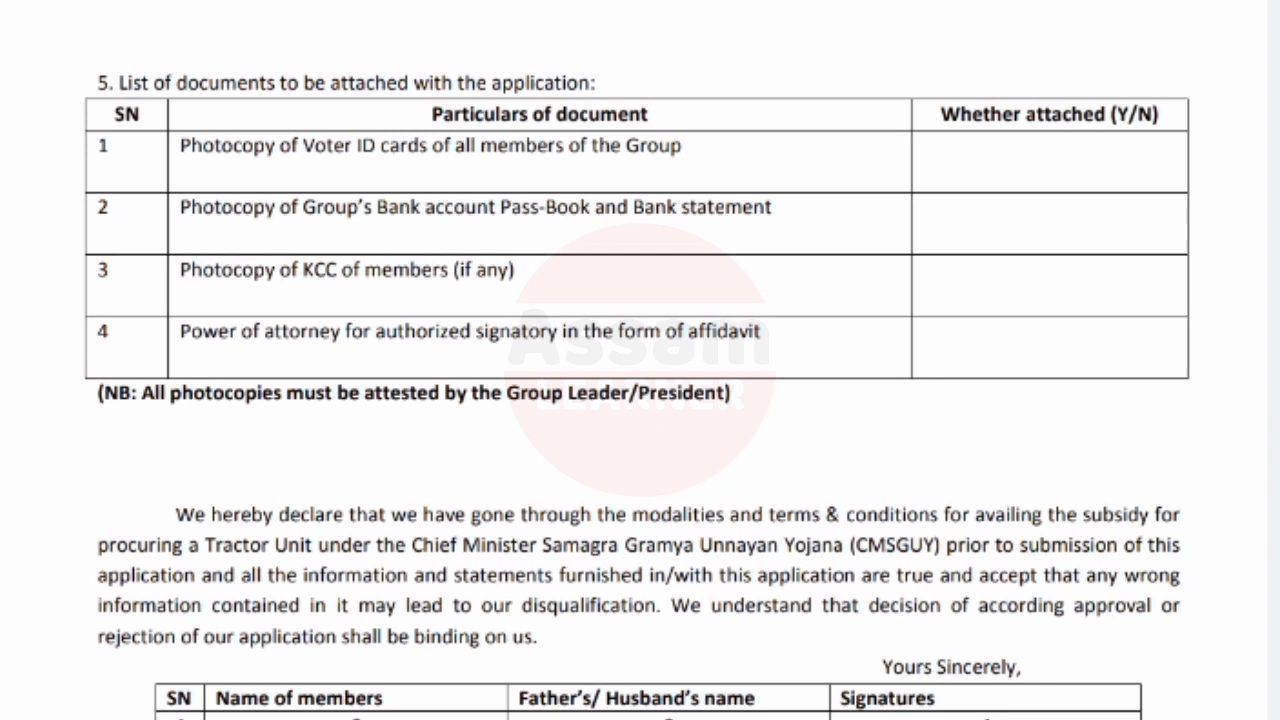 5. List of documents to be attached with the application:
SN Particulars of document Whether attached (Y/N)
1 Photocopy of Voter ID cards of all members of the Group
2 Photocopy of Group's Bank account Pass-Book and Bank statement
3 Photocopy of KCC of members (if any)
4 Power of attorney for authorized signatory in the form of affidavit
Assam
LEARNER
(NB: All photocopies must be attested by the Group Leader/President)
We hereby declare that we have gone through the modalities and terms & conditions for availing the subsidy for
procuring a Tractor Unit under the Chief Minister Samagra Gramya Unnayan Yojana (CMSGUY) prior to submission of this
application and all the information and statements furnished in/with this application are true and accept that any wrong
information contained in it may lead to our disqualification. We understand that decision of according approval or
rejection of our application shall be binding on us.
Yours Sincerely,
SN Name of members Father's/ Husband's name Signatures